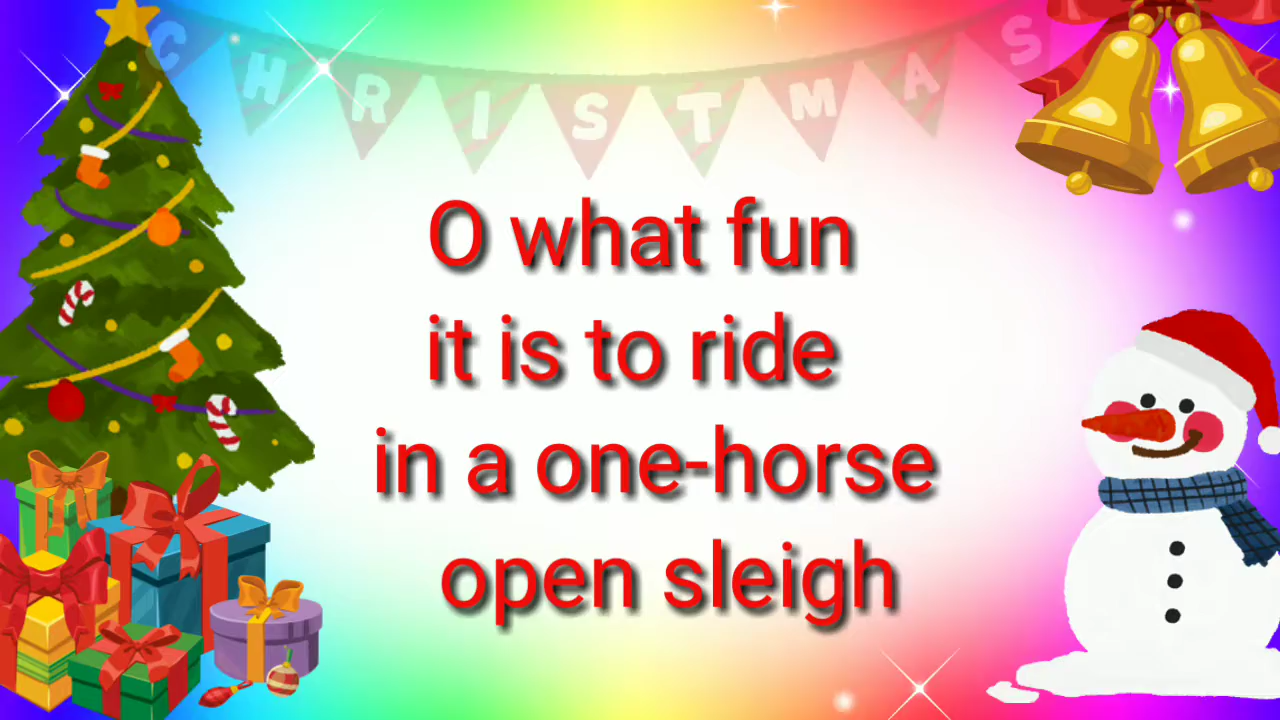 CHRISTMAS
O what fun
it is to ride
in a one-horse
open sleigh